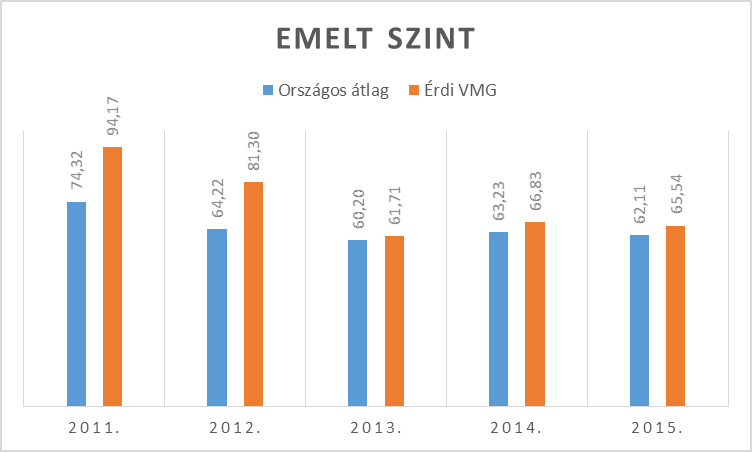 EMELT SZINT
Országos átlag Érdi VMG
74,32 94,17 64,22 81,30 60,20 61,71 63,23 66,83 62,11 65,54
2011. 2012. 2013. 2014. 2015.